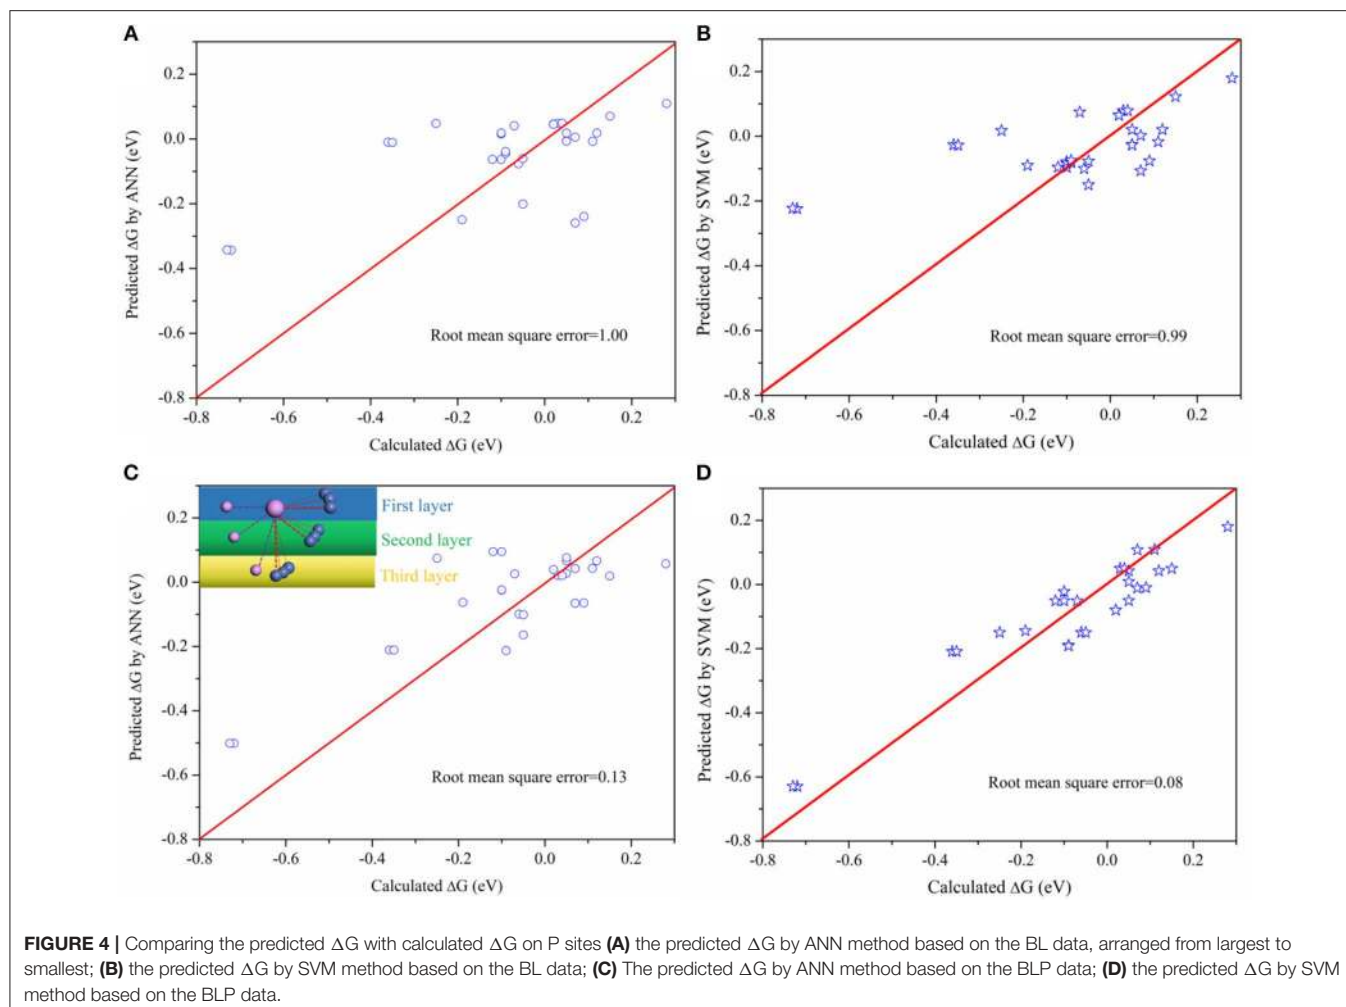 A
0.2
0.0
-0.2
-0.4
-0.6
-0.8
Predicted ΔG by ANN (eV)
Root mean square error=1.00
-0.8 -0.6 -0.4 -0.2 0.0 0.2
Calculated ΔG (eV)
B
0.2
0.0
-0.2
-0.4
-0.6
-0.8
Predicted ΔG by SVM (eV)
Root mean square error=0.99
-0.8 -0.6 -0.4 -0.2 0.0 0.2
Calculated ΔG (eV)
C
0.2
0.0
-0.2
-0.4
-0.6
-0.8
Predicted ΔG by ANN (eV)
First layer
Second layer
Third layer
Root mean square error=0.13
-0.8 -0.6 -0.4 -0.2 0.0 0.2
Calculated ΔG (eV)
D
0.2
0.0
-0.2
-0.4
-0.6
-0.8
Predicted ΔG by SVM (eV)
Root mean square error=0.08
-0.8 -0.6 -0.4 -0.2 0.0 0.2
Calculated ΔG (eV)
FIGURE 4 | Comparing the predicted ΔG with calculated ΔG on P sites (A) the predicted ΔG by ANN method based on the BL data, arranged from largest to
smallest; (B) the predicted ΔG by SVM method based on the BL data; (C) The predicted ΔG by ANN method based on the BLP data; (D) the predicted ΔG by SVM
method based on the BLP data.